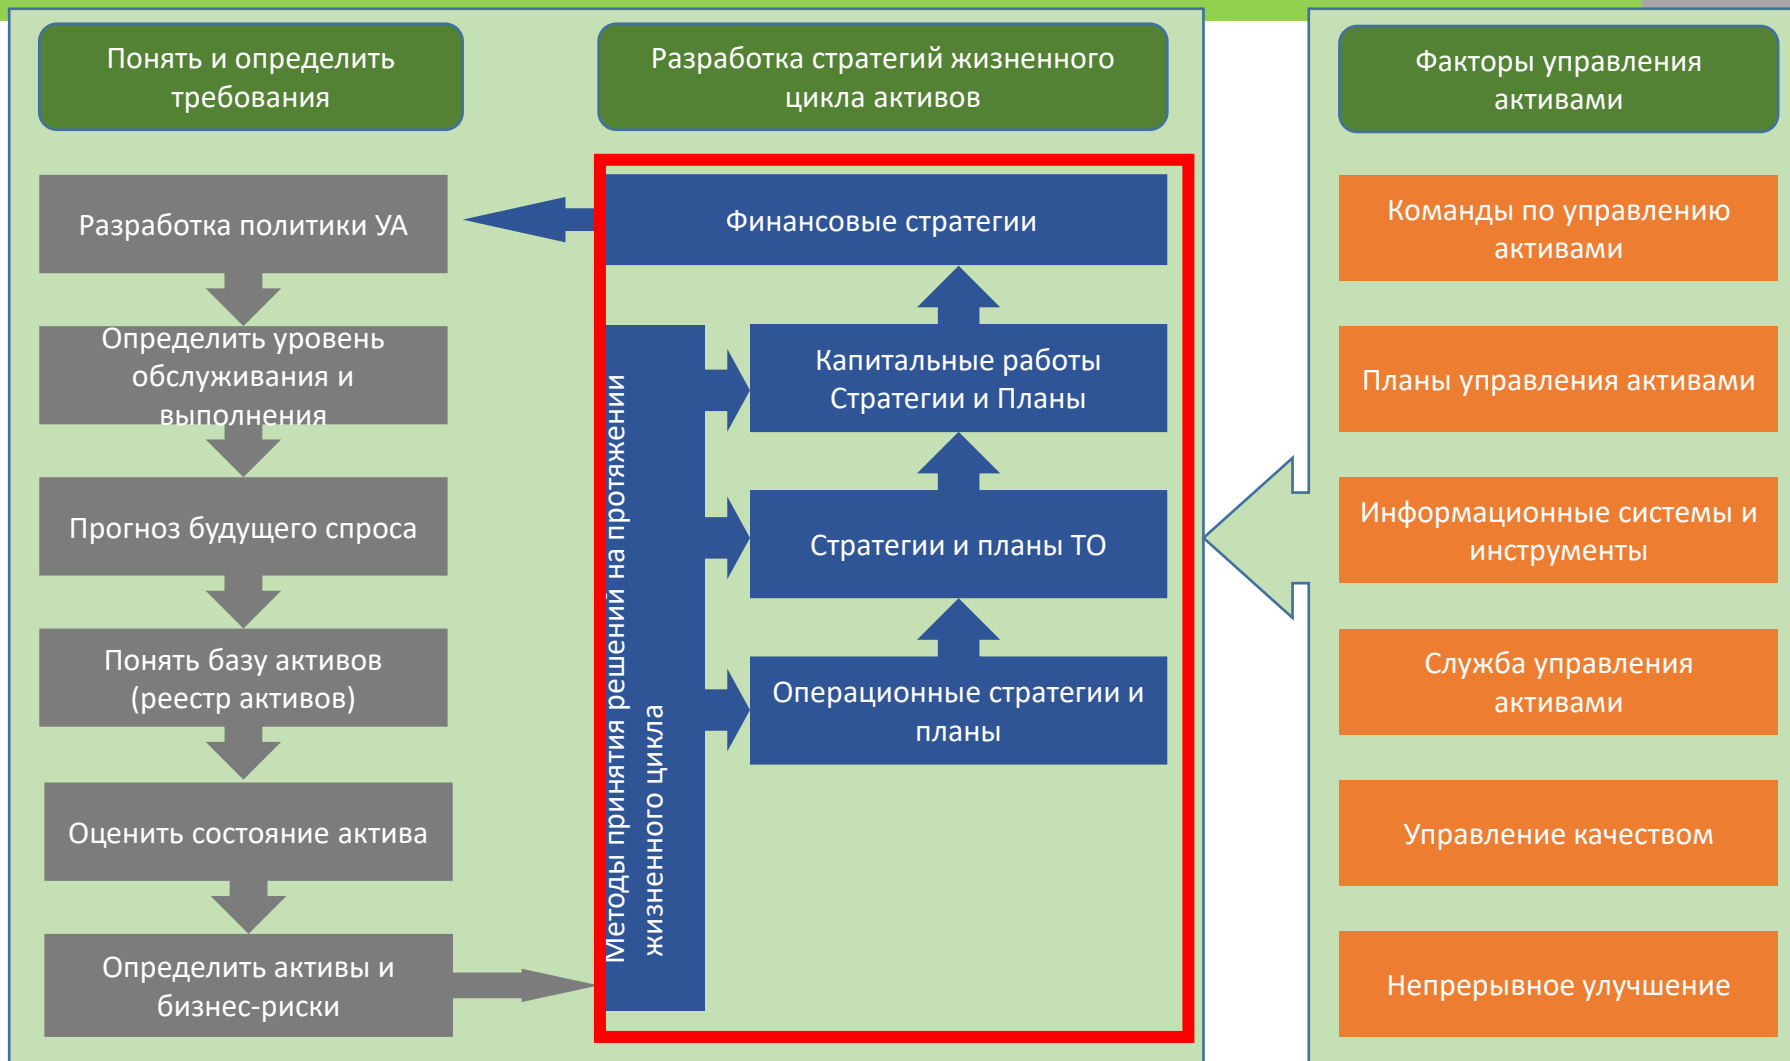 Понять и определить
требования
Разработка политики УА
Определить уровень
обслуживания и
выполнения
Прогноз будущего спроса
Понять базу активов
(реестр активов)
Оценить состояние актива
Определить активы и
бизнес-риски
Разработка стратегий жизненного
цикла активов
Финансовые стратегии
Методы принятия решений на протяжении
жизненного цикла
Капитальные работы
Стратегии и Планы
Стратегии и планы ТО
Операционные стратегии и
планы
Факторы управления
активами
Команды по управлению
активами
Планы управления активами
Информационные системы и
инструменты
Служба управления
активами
Управление качеством
Непрерывное улучшение